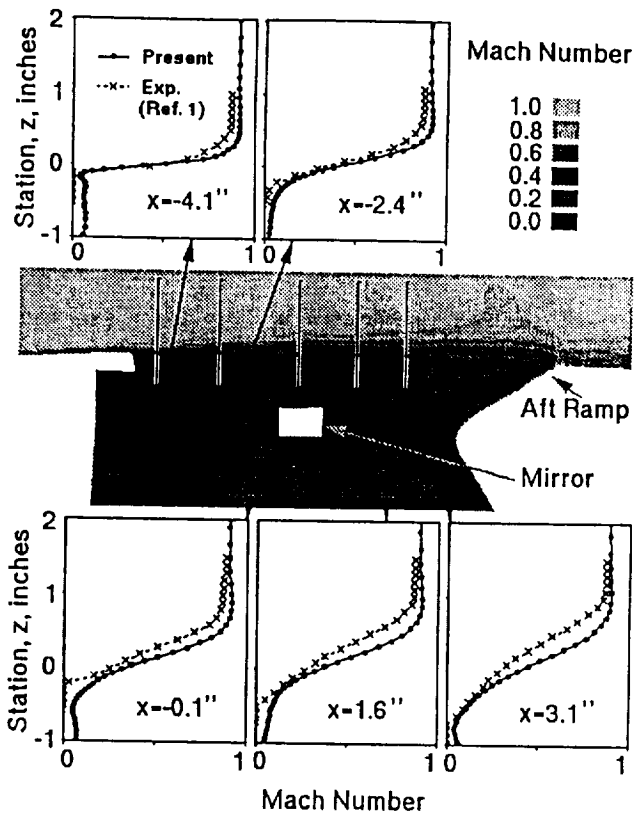 Station, z, inches
2
1
0
-1
Present
Exp.
(Ref. 1)
x=-4.1"
0
1
x=-2.4"
0
1
Mach Number
1.0
0.8
0.6
0.4
0.2
0.0
Aft Ramp
Mirror
Station, z, inches
2
1
0
-1
x=-0.1"
0
1
x=1.6"
0
1
x=3.1"
0
1
Mach Number